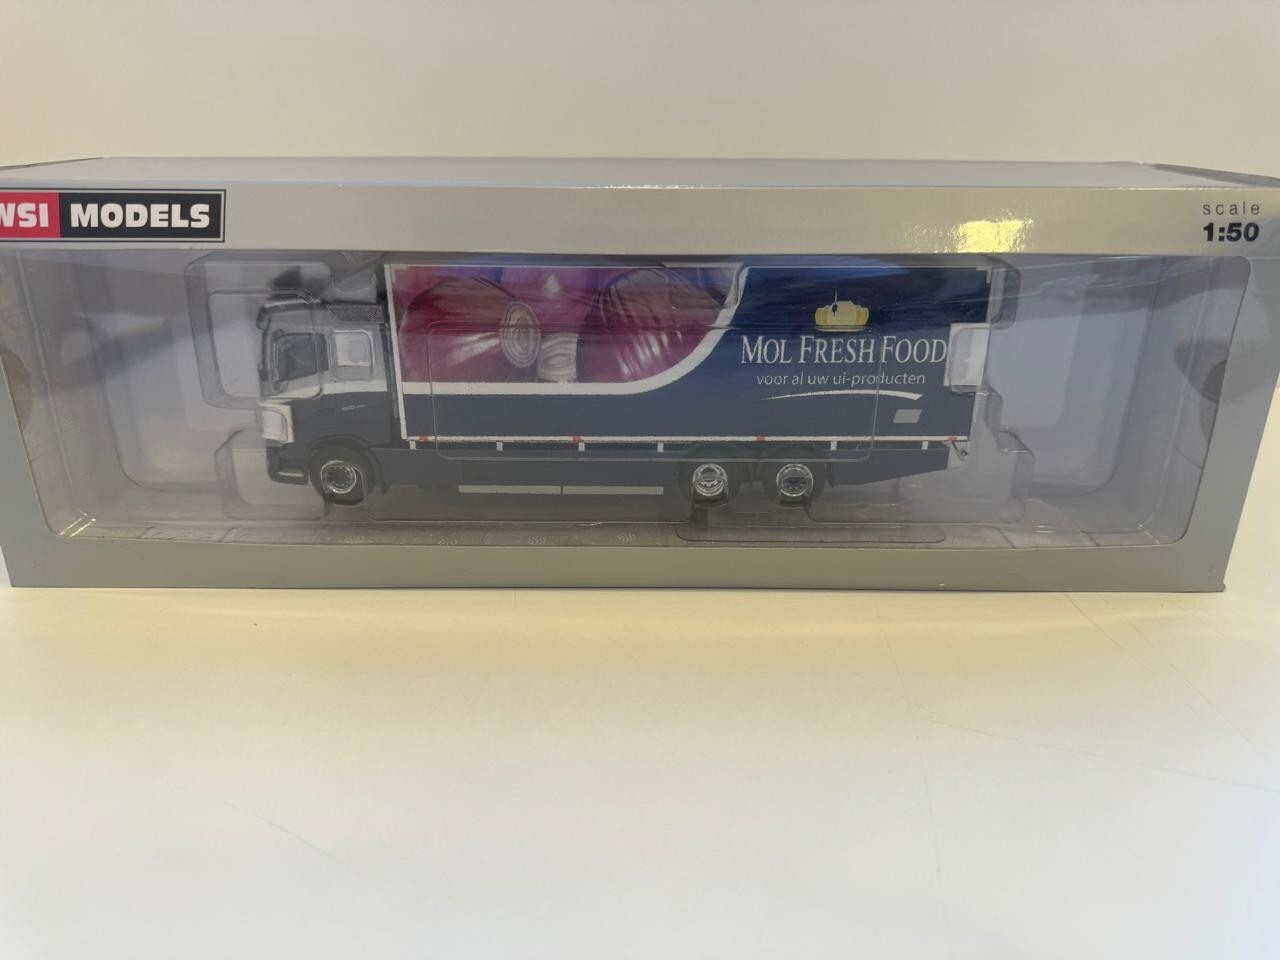 WSI MODELS
scale
1:50
MOL FRESH FOOD
voor al uw ui-producten